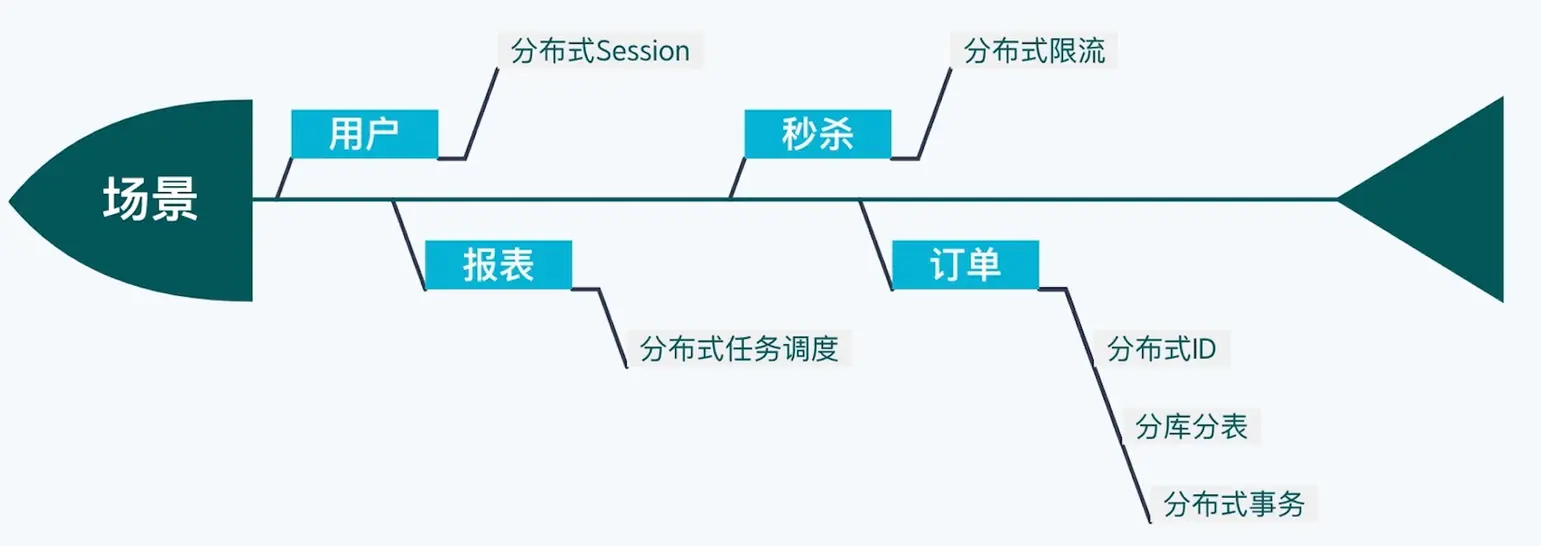 场景
用户
分布式Session
报表
分布式任务调度
秒杀
分布式限流
订单
分布式ID
分库分表
分布式事务